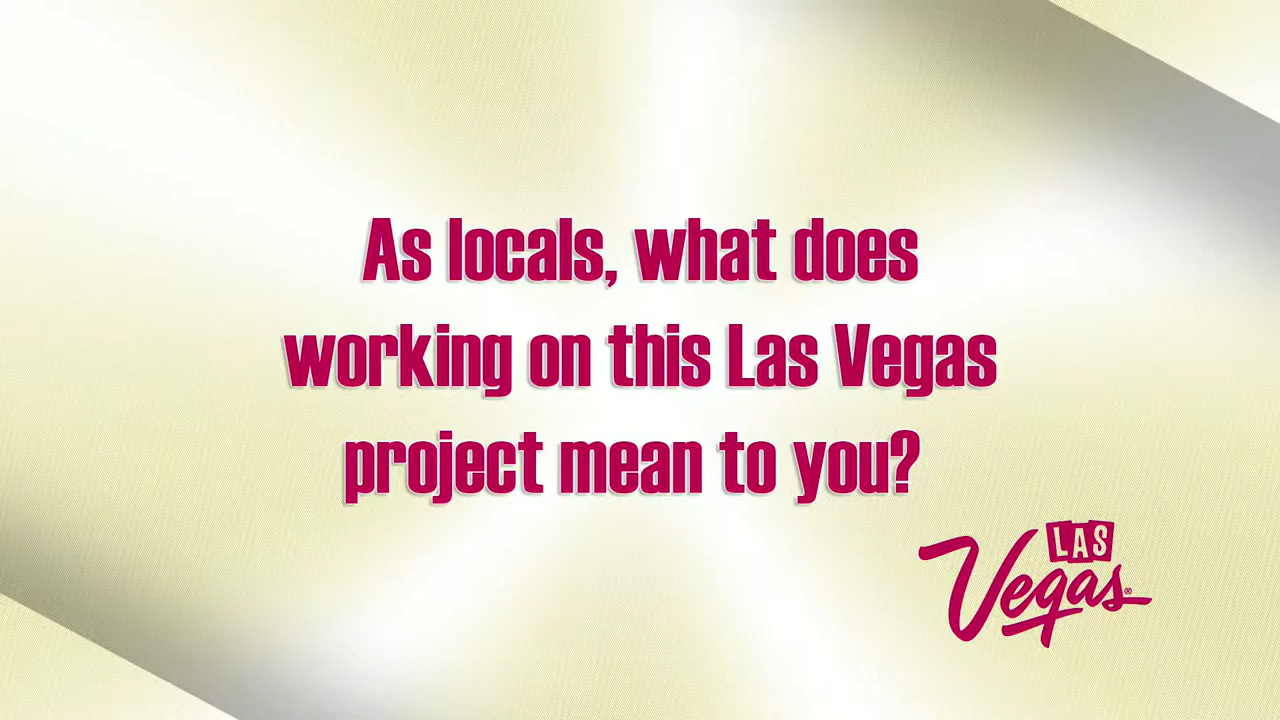 As locals, what does
working on this Las Vegas
project mean to you?
LAS
Vegas®